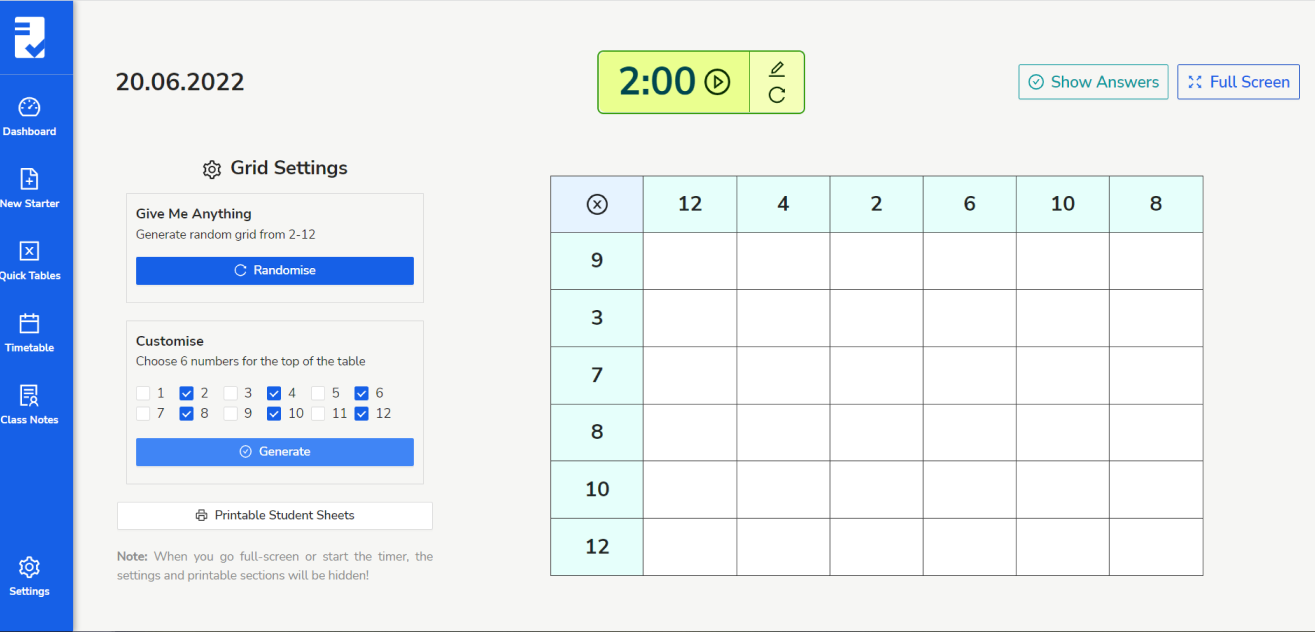 Dashboard
New Starter
Quick Tables
Timetable
Class Notes
Settings
20.06.2022
2:00
Show Answers
Full Screen
Grid Settings
Give Me Anything
Generate random grid from 2-12
Randomise
Customise
Choose 6 numbers for the top of the table
1 2 3 4 5 6
7 8 9 10 11 12
Generate
Printable Student Sheets
Note: When you go full-screen or start the timer, the
settings and printable sections will be hidden!
12 4 2 6 10 8
9
3
7
8
10
12